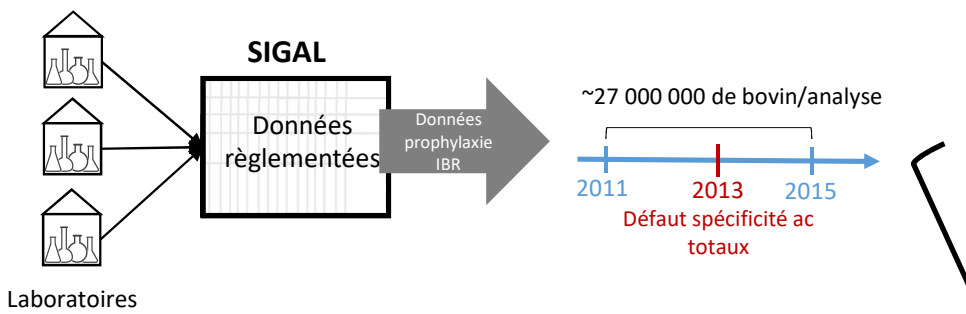 SIGAL
Données
règlementées
Données
prophylaxie
IBR
Laboratoires
~27 000 000 de bovin/analyse
2011
2013
2015
Défaut spécificité ac
totaux